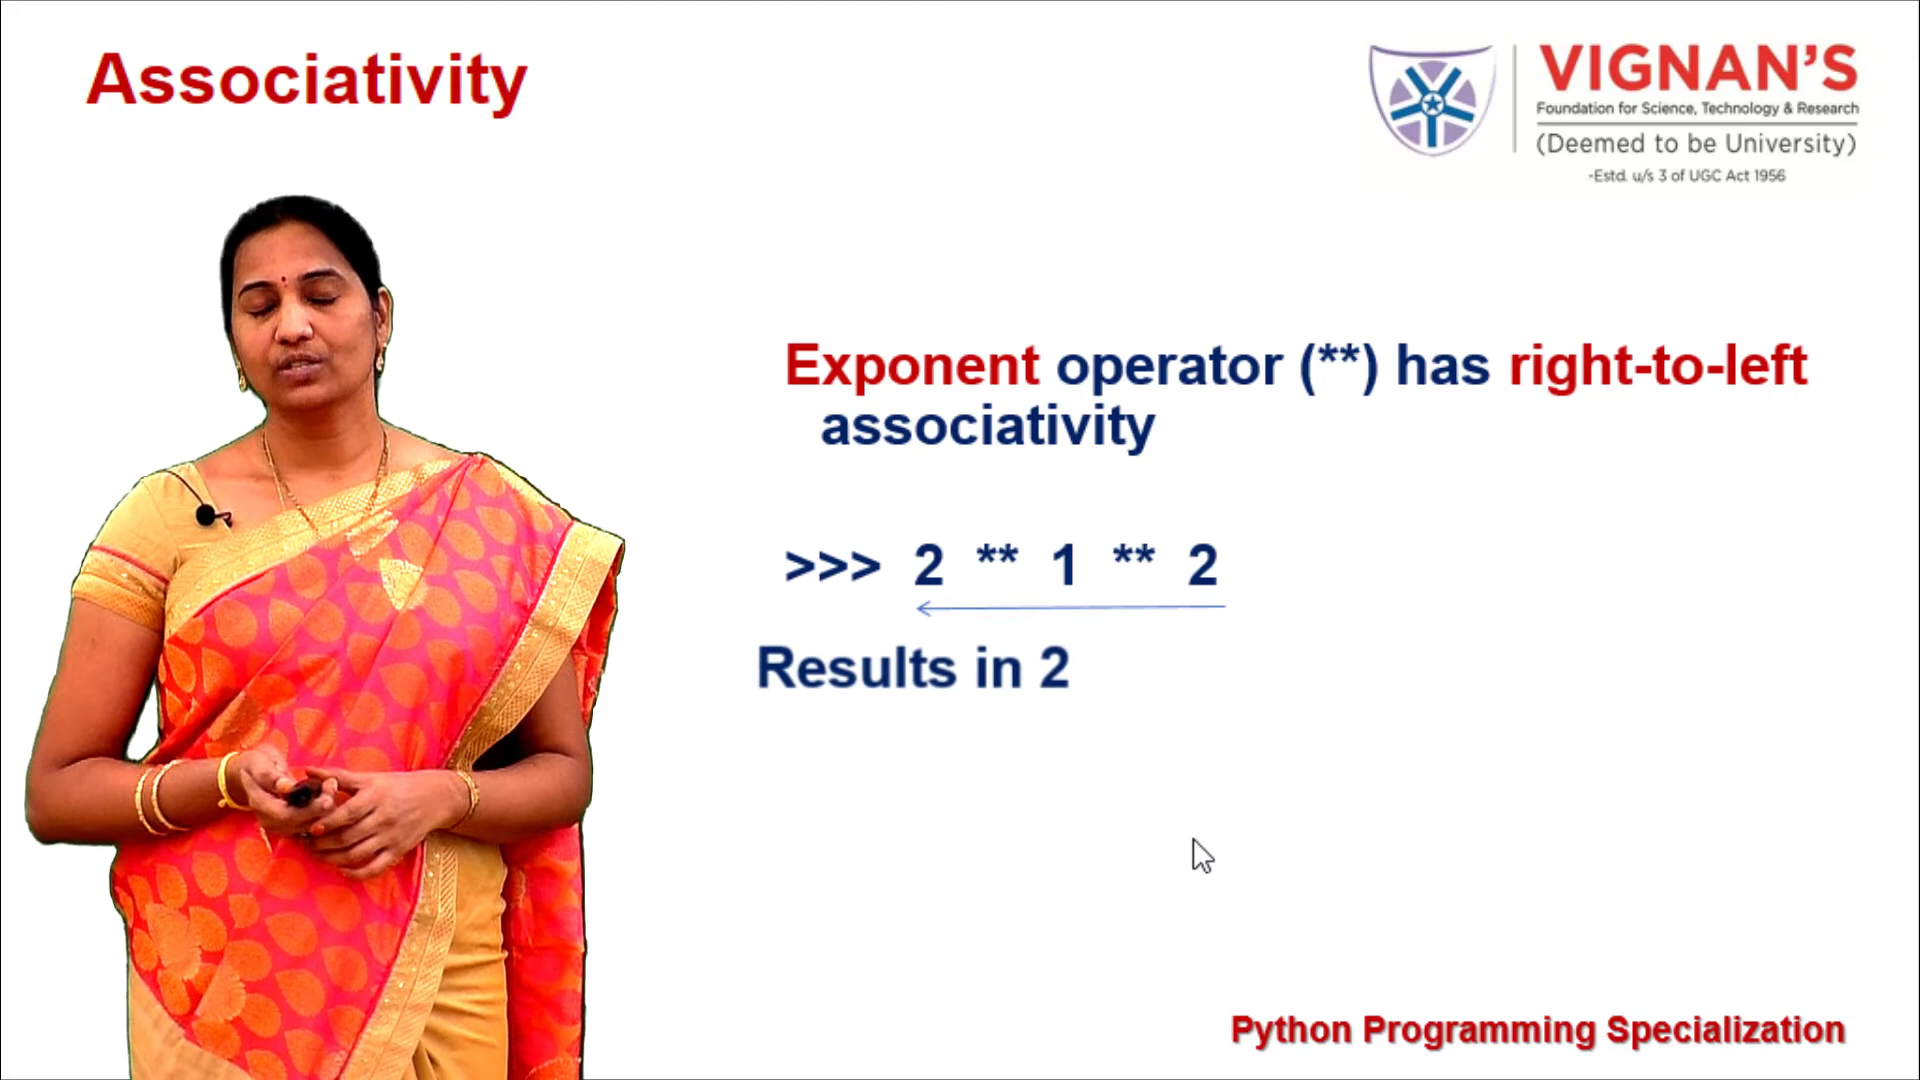 Associativity
VIGNAN'S
Foundation for Science, Technology & Research
(Deemed to be University)
-Estd. u/s 3 of UGC Act 1956
Exponent operator (**) has right-to-left
associativity
>>> 2 ** 1 ** 2
Results in 2
Python Programming Specialization